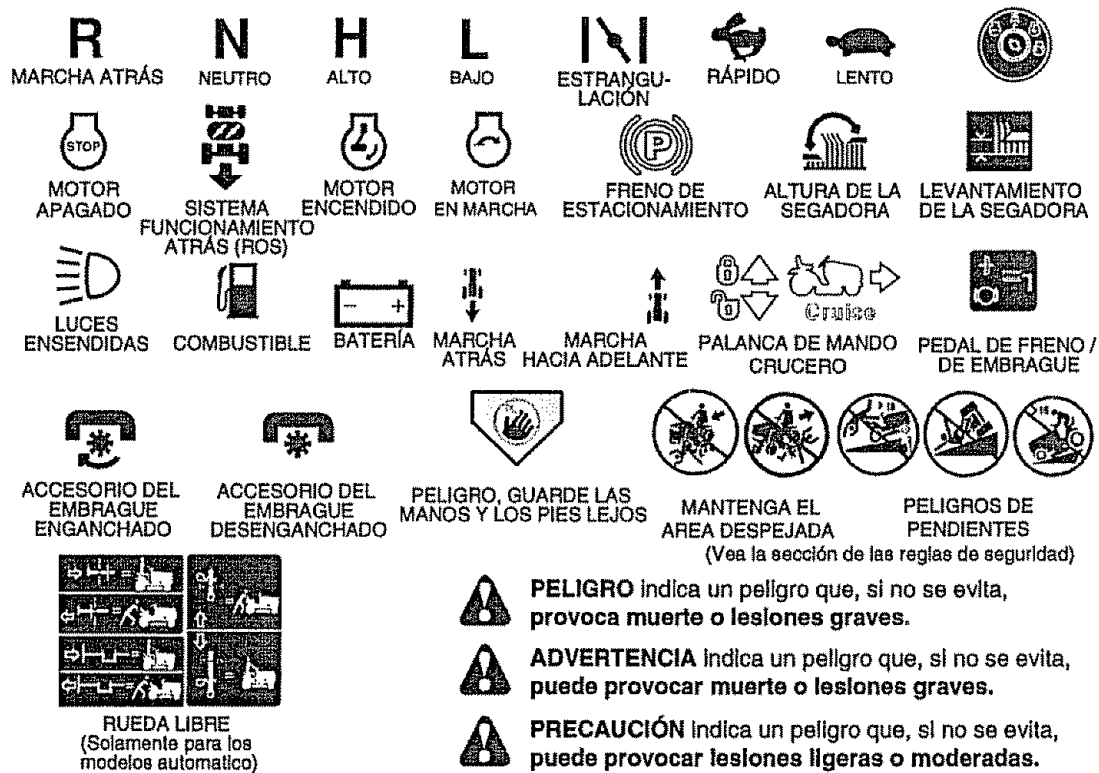 R
N
H
L
MARCHA ATRÁS
NEUTRO
ALTO
BAJO
ESTRANGU-
LACIÓN
RÁPIDO
LENTO
STOP
P
MOTOR
APAGADO
SISTEMA
FUNCIONAMIENTO
ATRÁS (ROS)
MOTOR
ENCENDIDO
MOTOR
EN MARCHA
FRENO DE
ESTACIONAMIENTO
ALTURA DE LA
SEGADORA
LEVANTAMIENTO
DE LA SEGADORA
Cruise
LUCES
ENSENDIDAS
COMBUSTIBLE
BATERÍA
MARCHA
ATRÁS
MARCHA
HACIA ADELANTE
PALANCA DE MANDO
CRUCERO
PEDAL DE FRENO /
DE EMBRAGUE
ACCESORIO DEL
EMBRAGUE
ENGANCHADO
ACCESORIO DEL
EMBRAGUE
DESENGANCHADO
PELIGRO, GUARDE LAS
MANOS Y LOS PIES LEJOS
MANTENGA EL
AREA DESPEJADA
PELIGROS DE
PENDIENTES
(Vea la sección de las reglas de seguridad)
RUEDA LIBRE
(Solamente para los
modelos automatico)
PELIGRO indica un peligro que, si no se evita,
provoca muerte o lesiones graves.
ADVERTENCIA indica un peligro que, si no se evita,
puede provocar muerte o lesiones graves.
PRECAUCIÓN indica un peligro que, si no se evita,
puede provocar lesiones ligeras o moderadas.